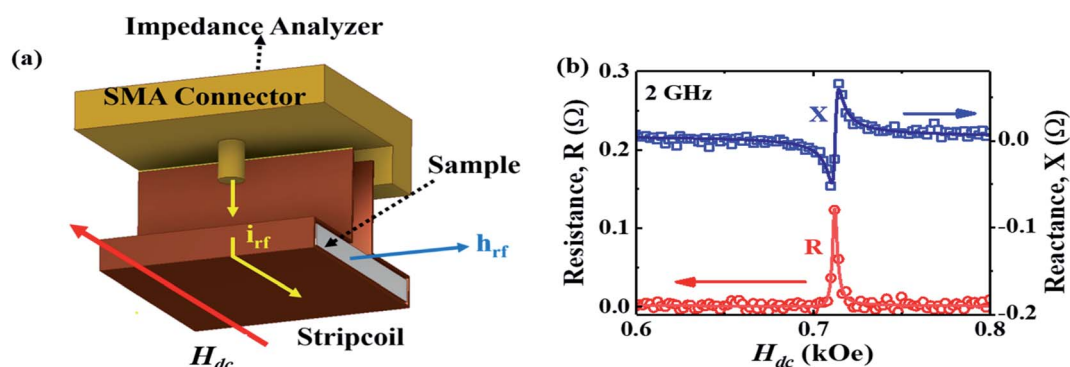 (a)
Impedance Analyzer
SMA Connector
Sample
i_rf
h_rf
Stripcoil
H_dc
(b)
2 GHz
Resistance, R (Ω)
0.3
0.2
0.1
0.0
X
R
0.6
0.7
0.8
H_dc (kOe)
0.0
−0.1
−0.2
Reactance, X (Ω)